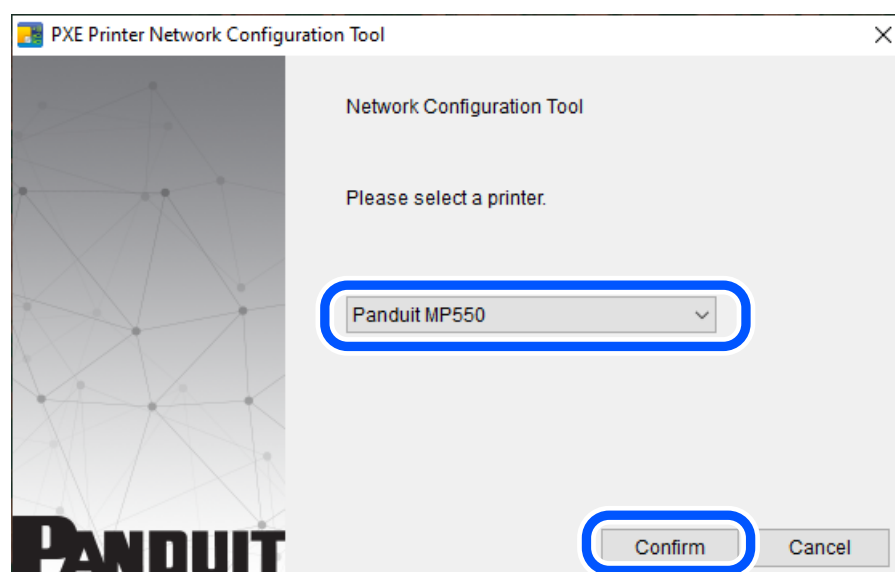 PXE Printer Network Configuration Tool
Network Configuration Tool
Please select a printer.
Panduit MP550
Confirm
Cancel
PANDUIT